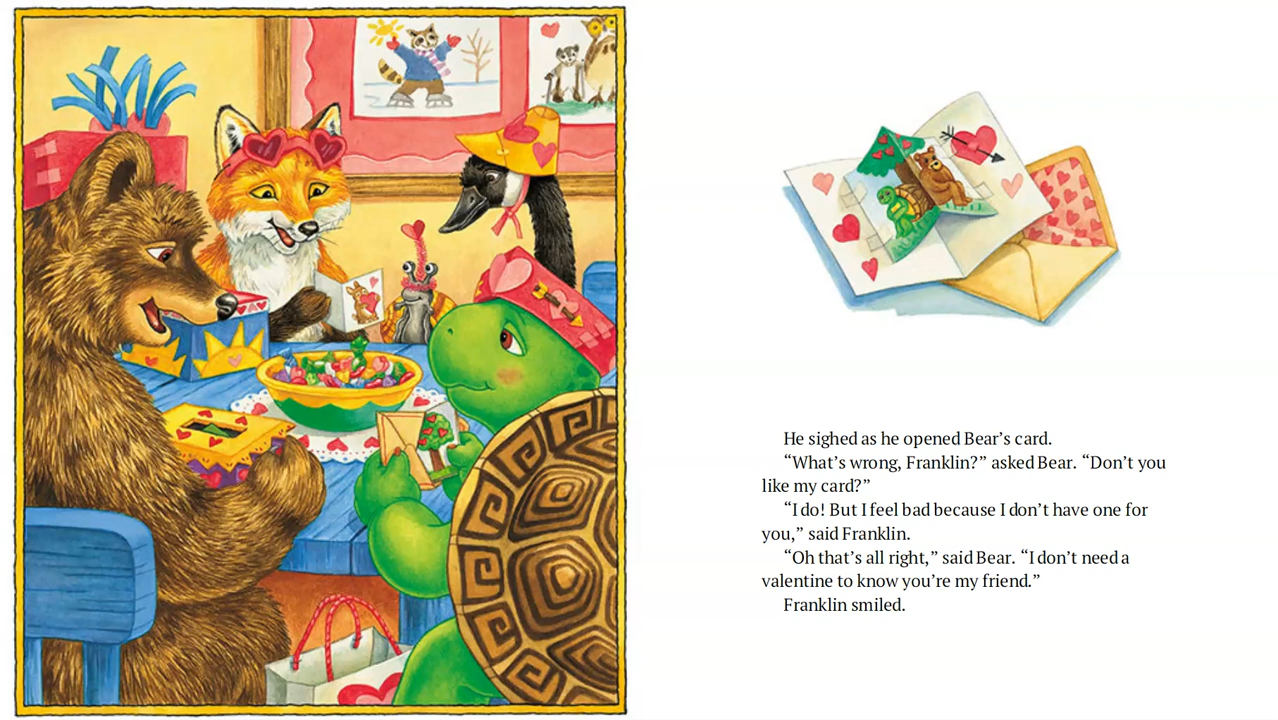 He sighed as he opened Bear’s card.
“What’s wrong, Franklin?” asked Bear. “Don’t you
like my card?”
“I do! But I feel bad because I don’t have one for
you,” said Franklin.
“Oh that’s all right,” said Bear. “I don’t need a
valentine to know you’re my friend.”
Franklin smiled.